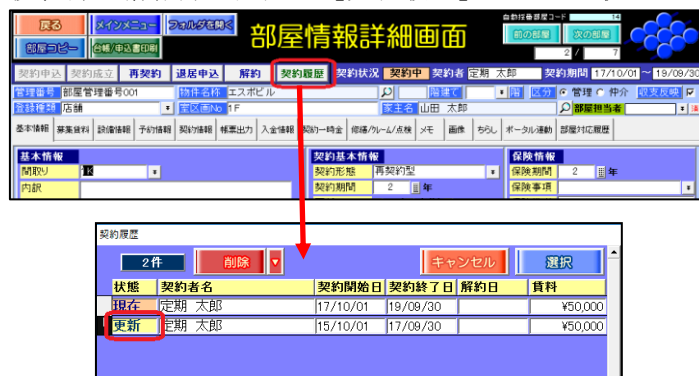 戻る メインメニュー フォルダを開く 部屋情報詳細画面 自動採番部屋コード 14
部屋コピー 台帳/申込書印刷 前の部屋 次の部屋
2 / 7
契約申込 契約成立 再契約 退居申込 解約 契約履歴 契約状況 契約中 契約者 定期 太郎 契約期間 17/10/01 ～ 19/09/30
管理番号 部屋管理番号001 物件名称 エスポビル 階建て 階 区分 管理 仲介 収支反映
登録種類 店舗 室区画No 1F 家主名 山田 太郎 部屋担当者
基本情報 募集賃料 設備情報 予約情報 契約情報 帳票出力 入金情報 契約一時金 修繕/クレーム/点検 メモ 画像 ちらし ポータル連動 部屋対応履歴
基本情報 契約基本情報 保険情報
間取り K 契約形態 再契約型 保険期間 2 年
内訳 契約期間 2 年 保険事項
契約履歴
2件 削除 キャンセル 選択
状態 契約者名 契約開始日 契約終了日 解約日 賃料
現在 定期 太郎 17/10/01 19/09/30 ¥50,000
更新 定期 太郎 15/10/01 17/09/30 ¥50,000